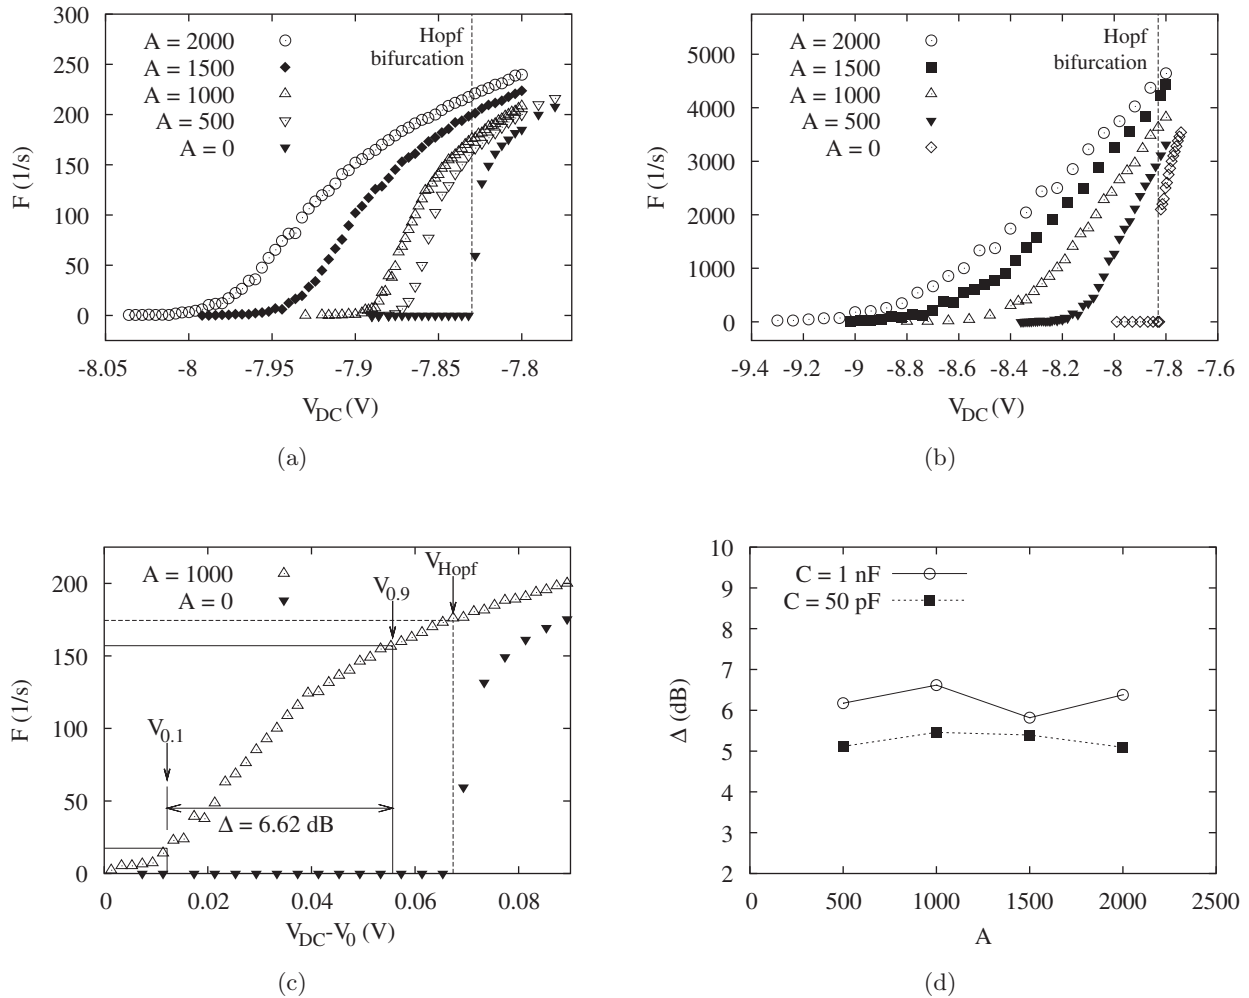 300
250
200
150
100
50
0
F (1/s)
A = 2000
A = 1500
A = 1000
A = 500
A = 0
Hopf
bifurcation
-8.05 -8 -7.95 -7.9 -7.85 -7.8
V_DC (V)
(a)
5000
4000
3000
2000
1000
0
F (1/s)
A = 2000
A = 1500
A = 1000
A = 500
A = 0
Hopf
bifurcation
-9.4 -9.2 -9 -8.8 -8.6 -8.4 -8.2 -8 -7.8 -7.6
V_DC (V)
(b)
200
150
100
50
0
F (1/s)
A = 1000
A = 0
V_0.1
V_0.9
V_Hopf
Δ = 6.62 dB
0 0.02 0.04 0.06 0.08
V_DC-V_0 (V)
(c)
10
9
8
7
6
5
4
3
2
Δ (dB)
C = 1 nF
C = 50 pF
0 500 1000 1500 2000 2500
A
(d)